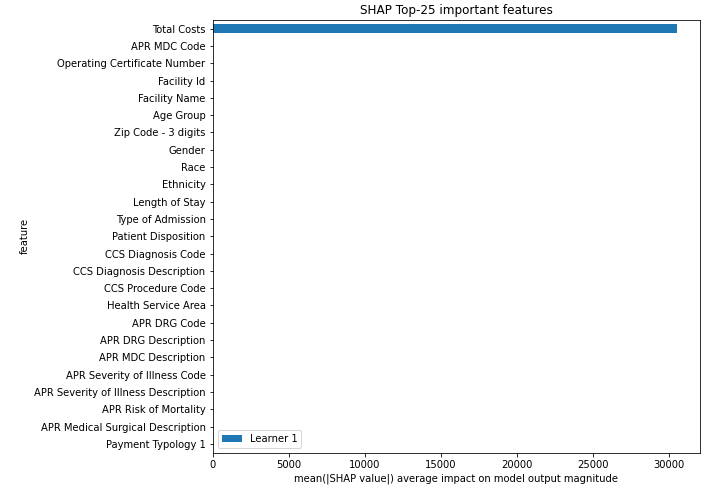 SHAP Top-25 important features
Total Costs
APR MDC Code
Operating Certificate Number
Facility Id
Facility Name
Age Group
Zip Code - 3 digits
Gender
Race
Ethnicity
Length of Stay
Type of Admission
Patient Disposition
CCS Diagnosis Code
CCS Diagnosis Description
CCS Procedure Code
Health Service Area
APR DRG Code
APR DRG Description
APR MDC Description
APR Severity of Illness Code
APR Severity of Illness Description
APR Risk of Mortality
APR Medical Surgical Description
Payment Typology 1
feature
Learner 1
0 5000 10000 15000 20000 25000 30000
mean(|SHAP value|) average impact on model output magnitude